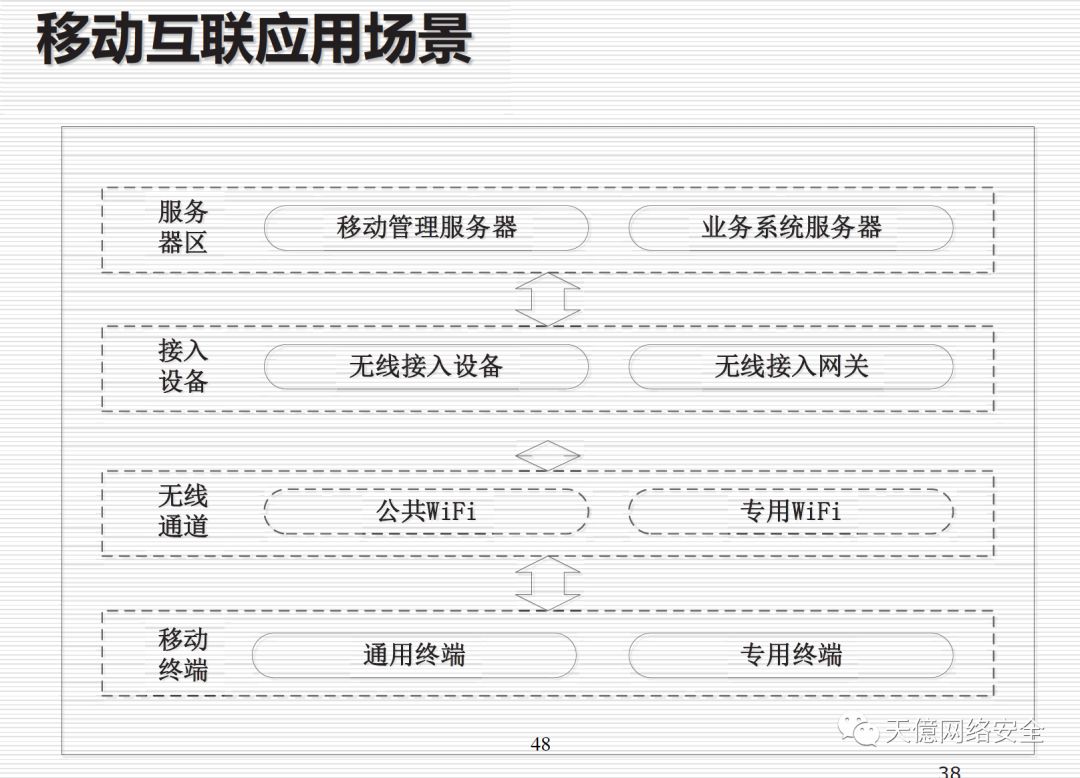 移动互联应用场景
服务
器区
移动管理服务器
业务系统服务器
接入
设备
无线接入设备
无线接入网关
无线
通道
公共WiFi
专用WiFi
移动
终端
通用终端
专用终端
天億网络安全
48
38